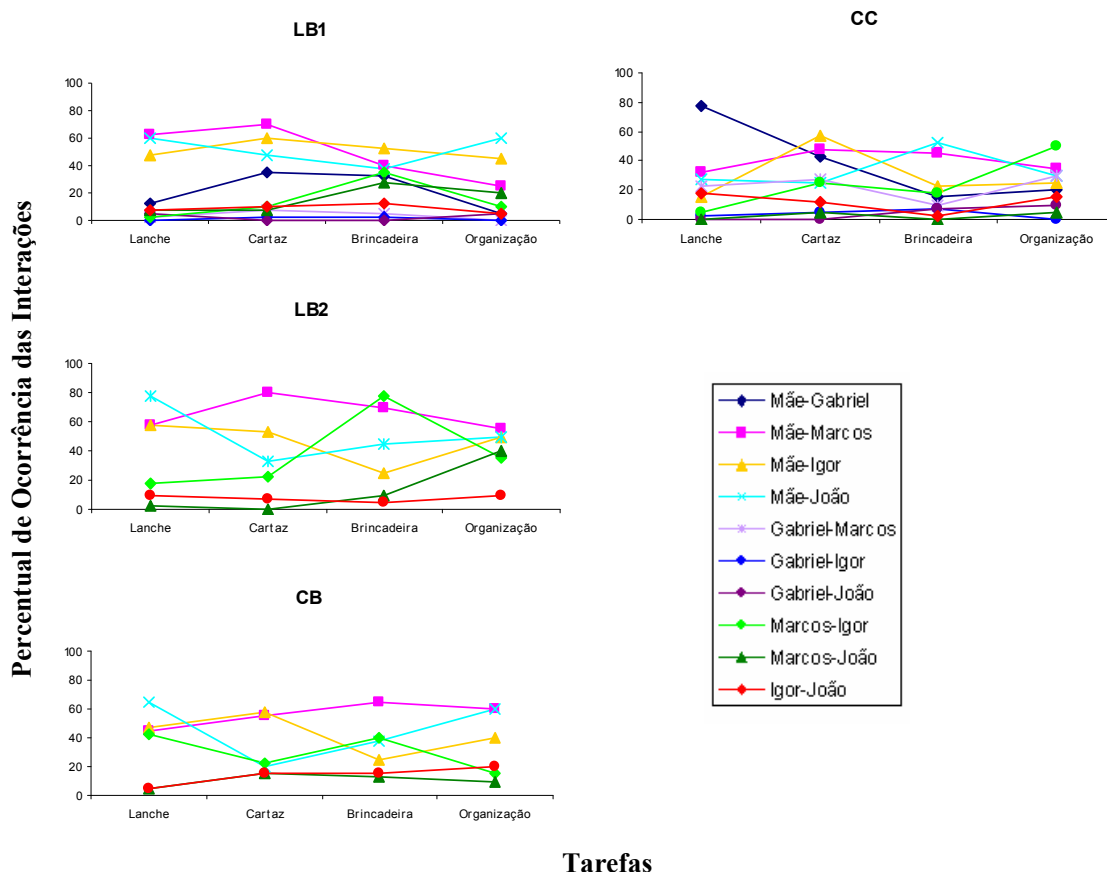 Percentual de Ocorrência das Interações
LB1
100
80
60
40
20
0
Lanche Cartaz Brincadeira Organização
CC
100
80
60
40
20
0
Lanche Cartaz Brincadeira Organização
LB2
100
80
60
40
20
0
Lanche Cartaz Brincadeira Organização
Mãe-Gabriel
Mãe-Marcos
Mãe-Igor
Mãe-João
Gabriel-Marcos
Gabriel-Igor
Gabriel-João
Marcos-Igor
Marcos-João
Igor-João
CB
100
80
60
40
20
0
Lanche Cartaz Brincadeira Organização
Tarefas